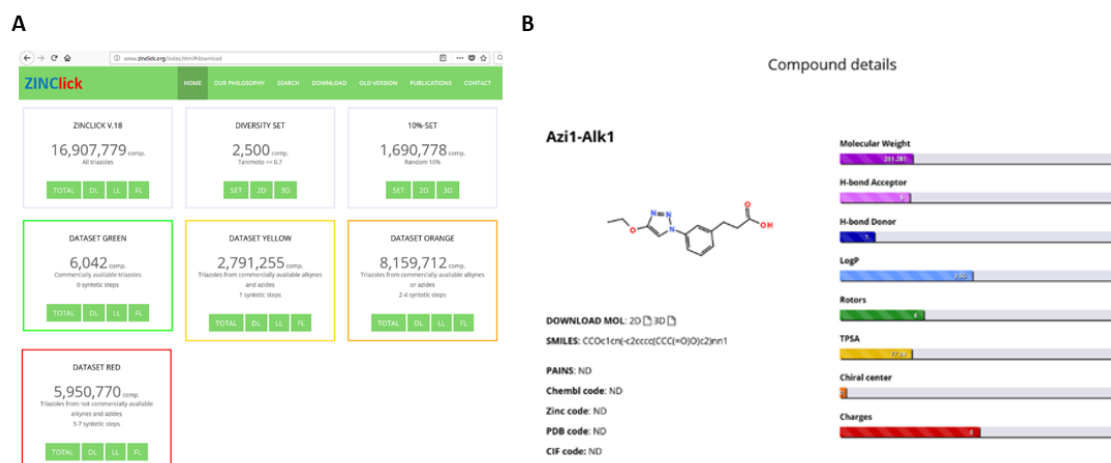 A
B
www.zinclick.org/index.html#download
ZINClick
HOME OUR PHILOSOPHY SEARCH DOWNLOAD OLD VERSION PUBLICATIONS CONTACT
ZINCLICK V.18
16,907,779 comp.
All triazoles
TOTAL DL LL FL
DIVERSITY SET
2,500 comp.
Tanimoto <= 0.7
SET 2D 3D
10%-SET
1,690,778 comp.
Random 10%
SET 2D 3D
DATASET GREEN
6,042 comp.
Commercially available triazoles
0 syntetic steps
TOTAL DL LL FL
DATASET YELLOW
2,791,255 comp.
Triazoles from commercially available alkynes
and azides
1 syntetic steps
TOTAL DL LL FL
DATASET ORANGE
8,159,712 comp.
Triazoles from commercially available alkynes
or azides
2-4 syntetic steps
TOTAL DL LL FL
DATASET RED
5,950,770 comp.
Triazoles from not commercially available
alkynes and azides
5-7 syntetic steps
TOTAL DL LL FL
Compound details
Azi1-Alk1
N N N O O OH
DOWNLOAD MOL: 2D 3D
SMILES: CCOc1cn(-c2cccc(CCC(=O)O)c2)nn1
PAINS: ND
Chembl code: ND
Zinc code: ND
PDB code: ND
CIF code: ND
Molecular Weight
261.281
H-bond Acceptor
H-bond Donor
1
LogP
Rotors
6
TPSA
Chiral center
Charges